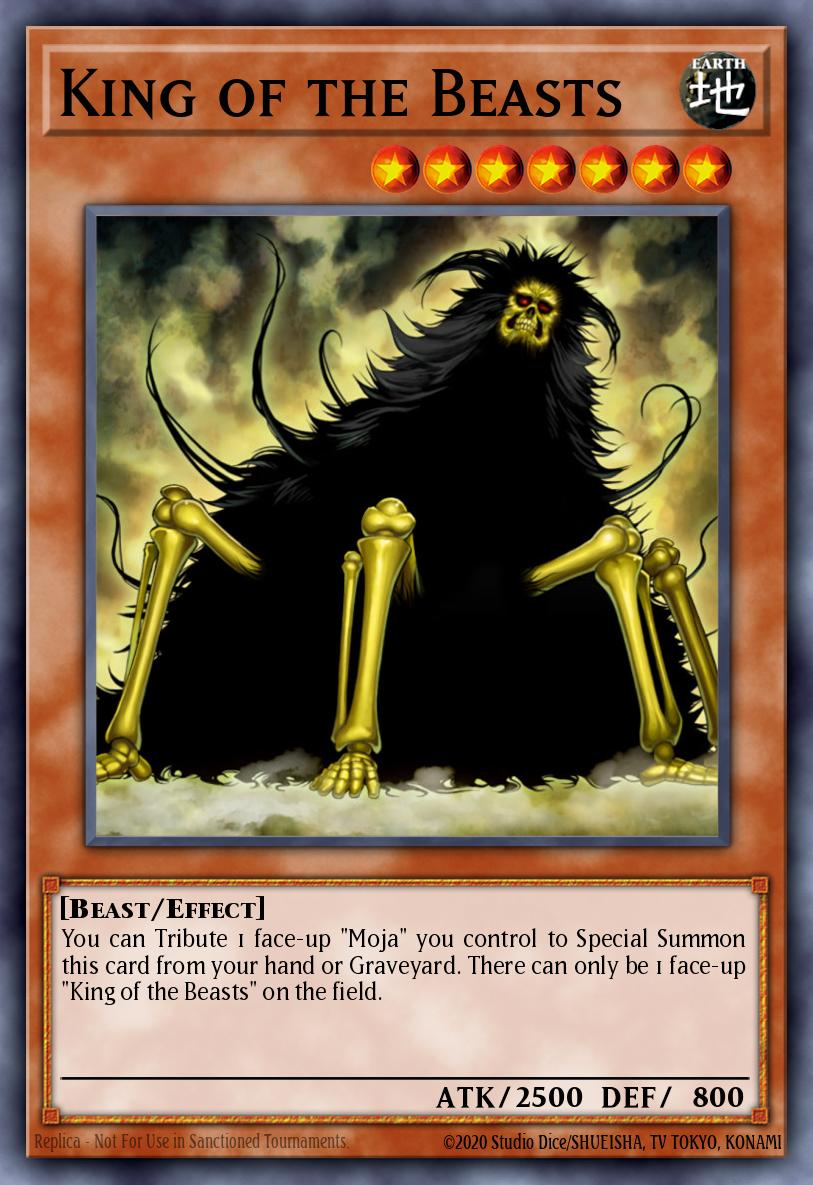 King of the Beasts
EARTH
地
[Beast/Effect]
You can Tribute 1 face-up "Moja" you control to Special Summon
this card from your hand or Graveyard. There can only be 1 face-up
"King of the Beasts" on the field.
ATK/2500 DEF/ 800
Replica - Not For Use in Sanctioned Tournaments.
©2020 Studio Dice/SHUEISHA, TV TOKYO, KONAMI